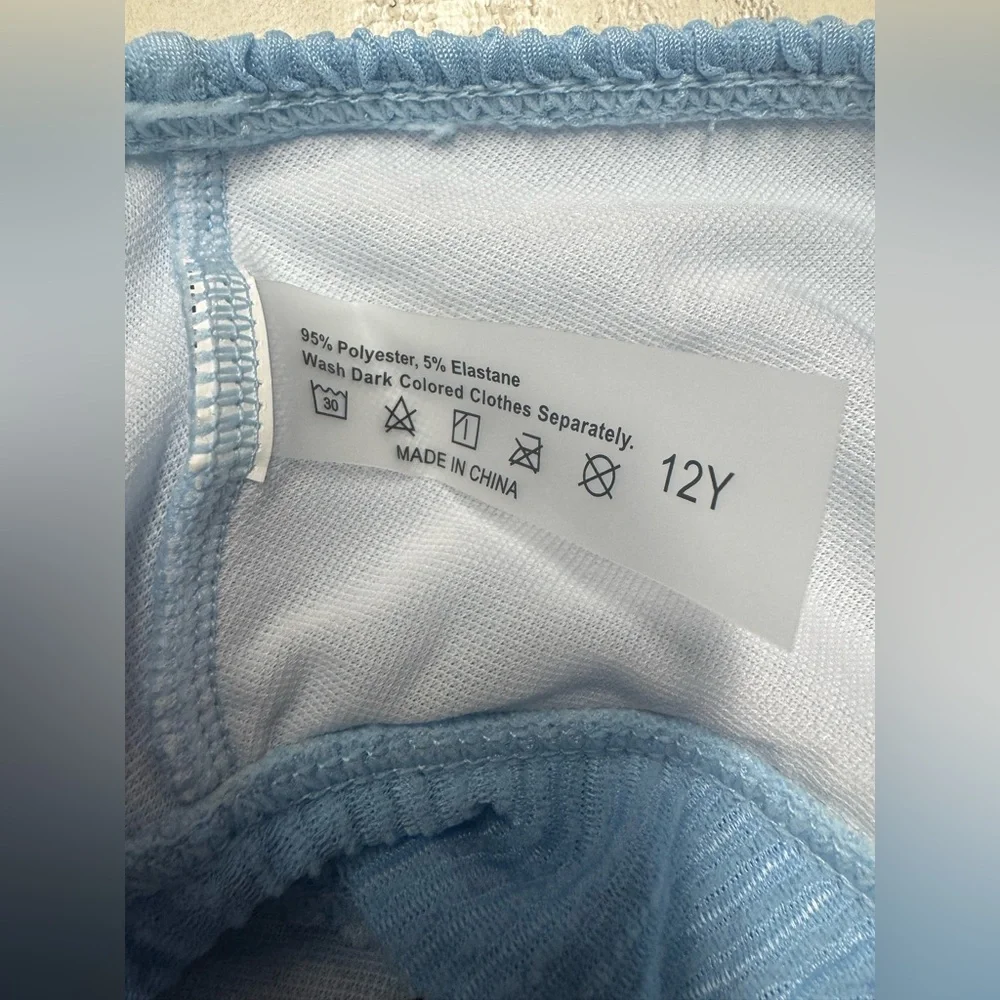 95% Polyester, 5% Elastane
Wash Dark Colored Clothes Separately.
30
MADE IN CHINA
12Y